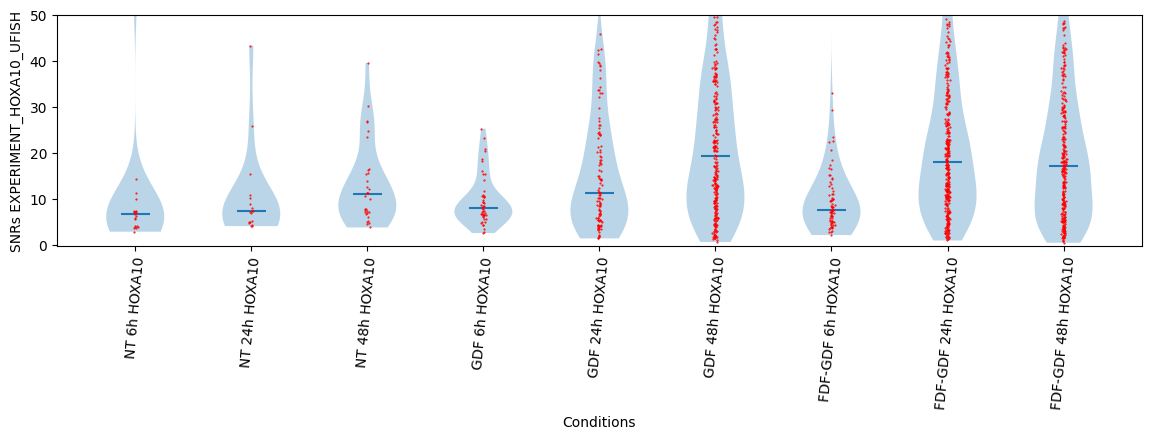 SNRs EXPERIMENT_HOXA10_UFISH
50
40
30
20
10
0
NT 6h HOXA10
NT 24h HOXA10
NT 48h HOXA10
GDF 6h HOXA10
GDF 24h HOXA10
GDF 48h HOXA10
FDF-GDF 6h HOXA10
FDF-GDF 24h HOXA10
FDF-GDF 48h HOXA10
Conditions